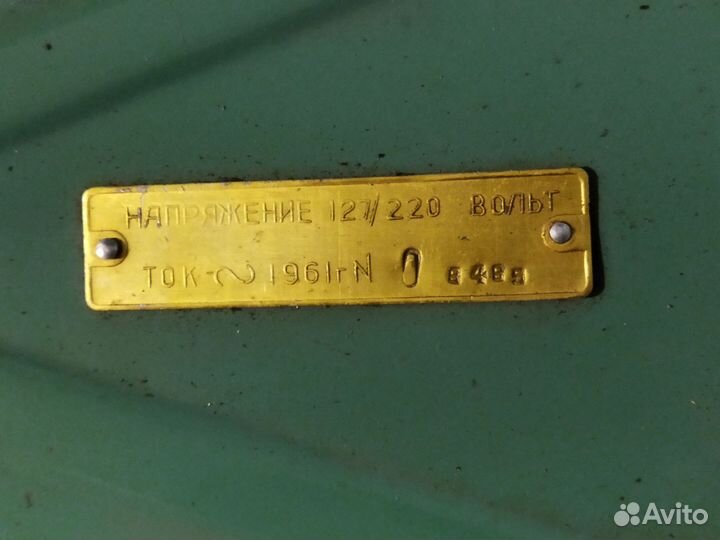 НАПРЯЖЕНИЕ 127/220 ВОЛЬТ
ТОК ~ 1961г N
Avito